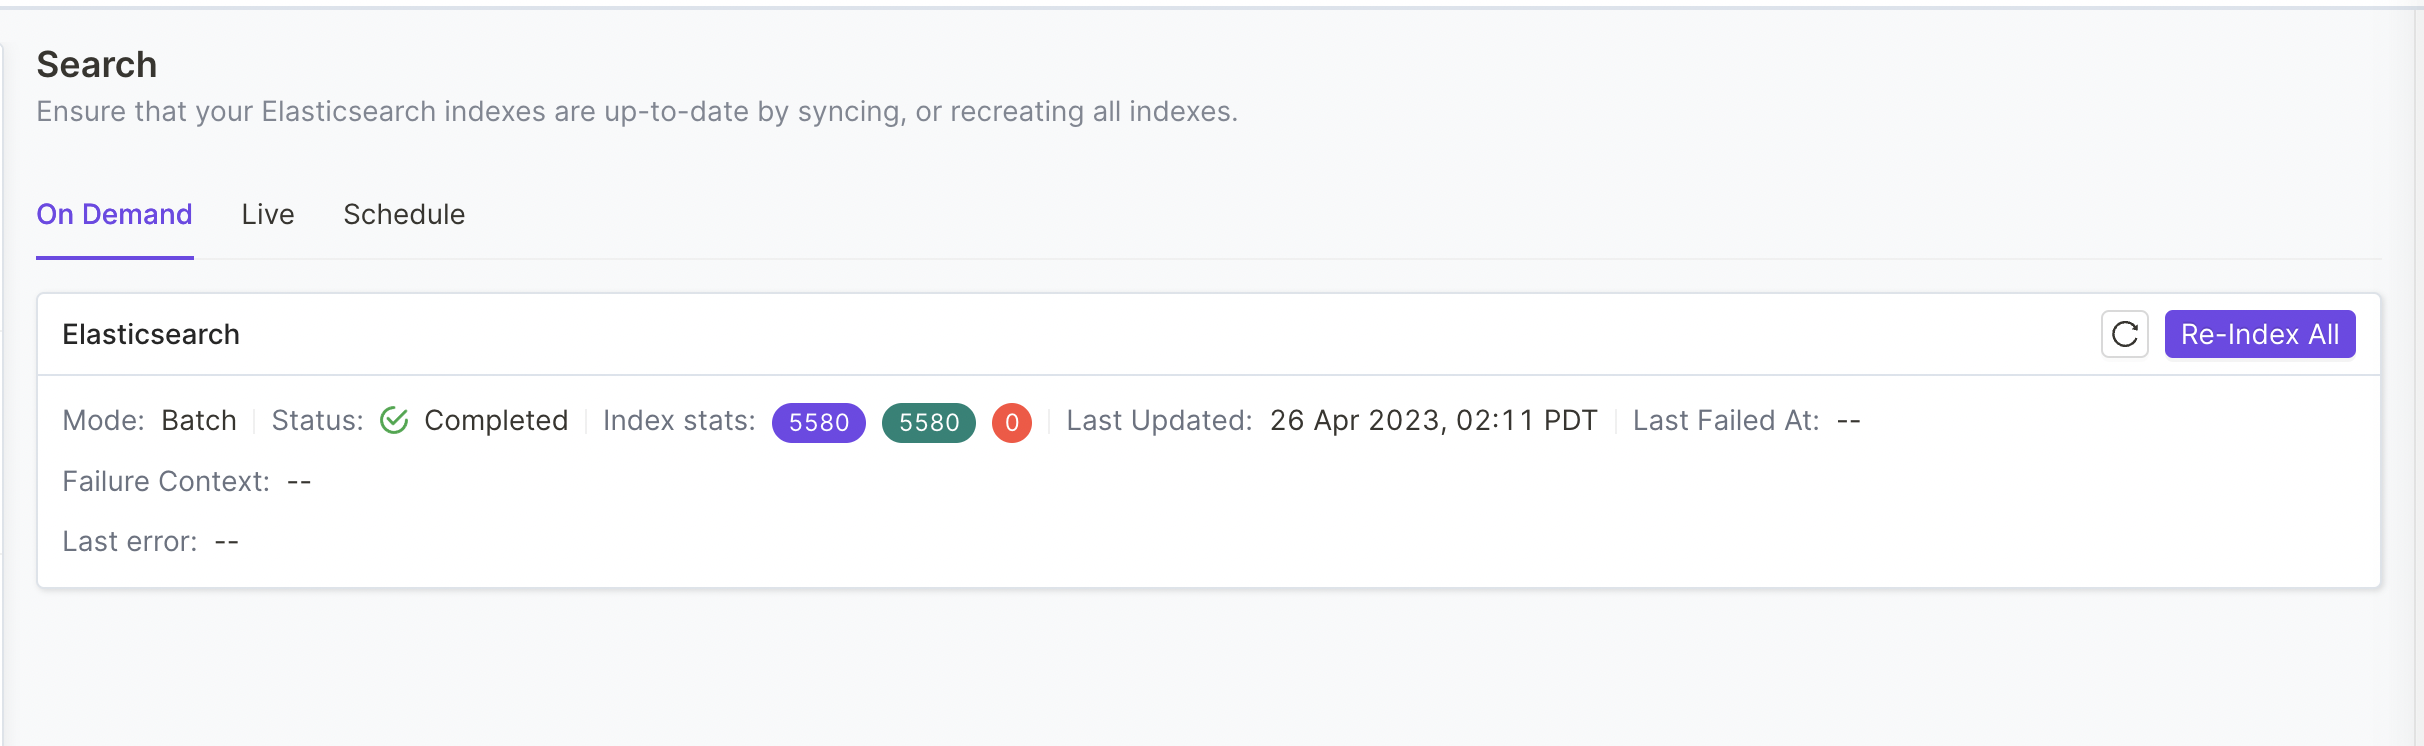 Search
Ensure that your Elasticsearch indexes are up-to-date by syncing, or recreating all indexes.
On Demand Live Schedule
Elasticsearch Re-Index All
Mode: Batch Status: Completed Index stats: 5580 5580 0 Last Updated: 26 Apr 2023, 02:11 PDT Last Failed At: --
Failure Context: --
Last error: --